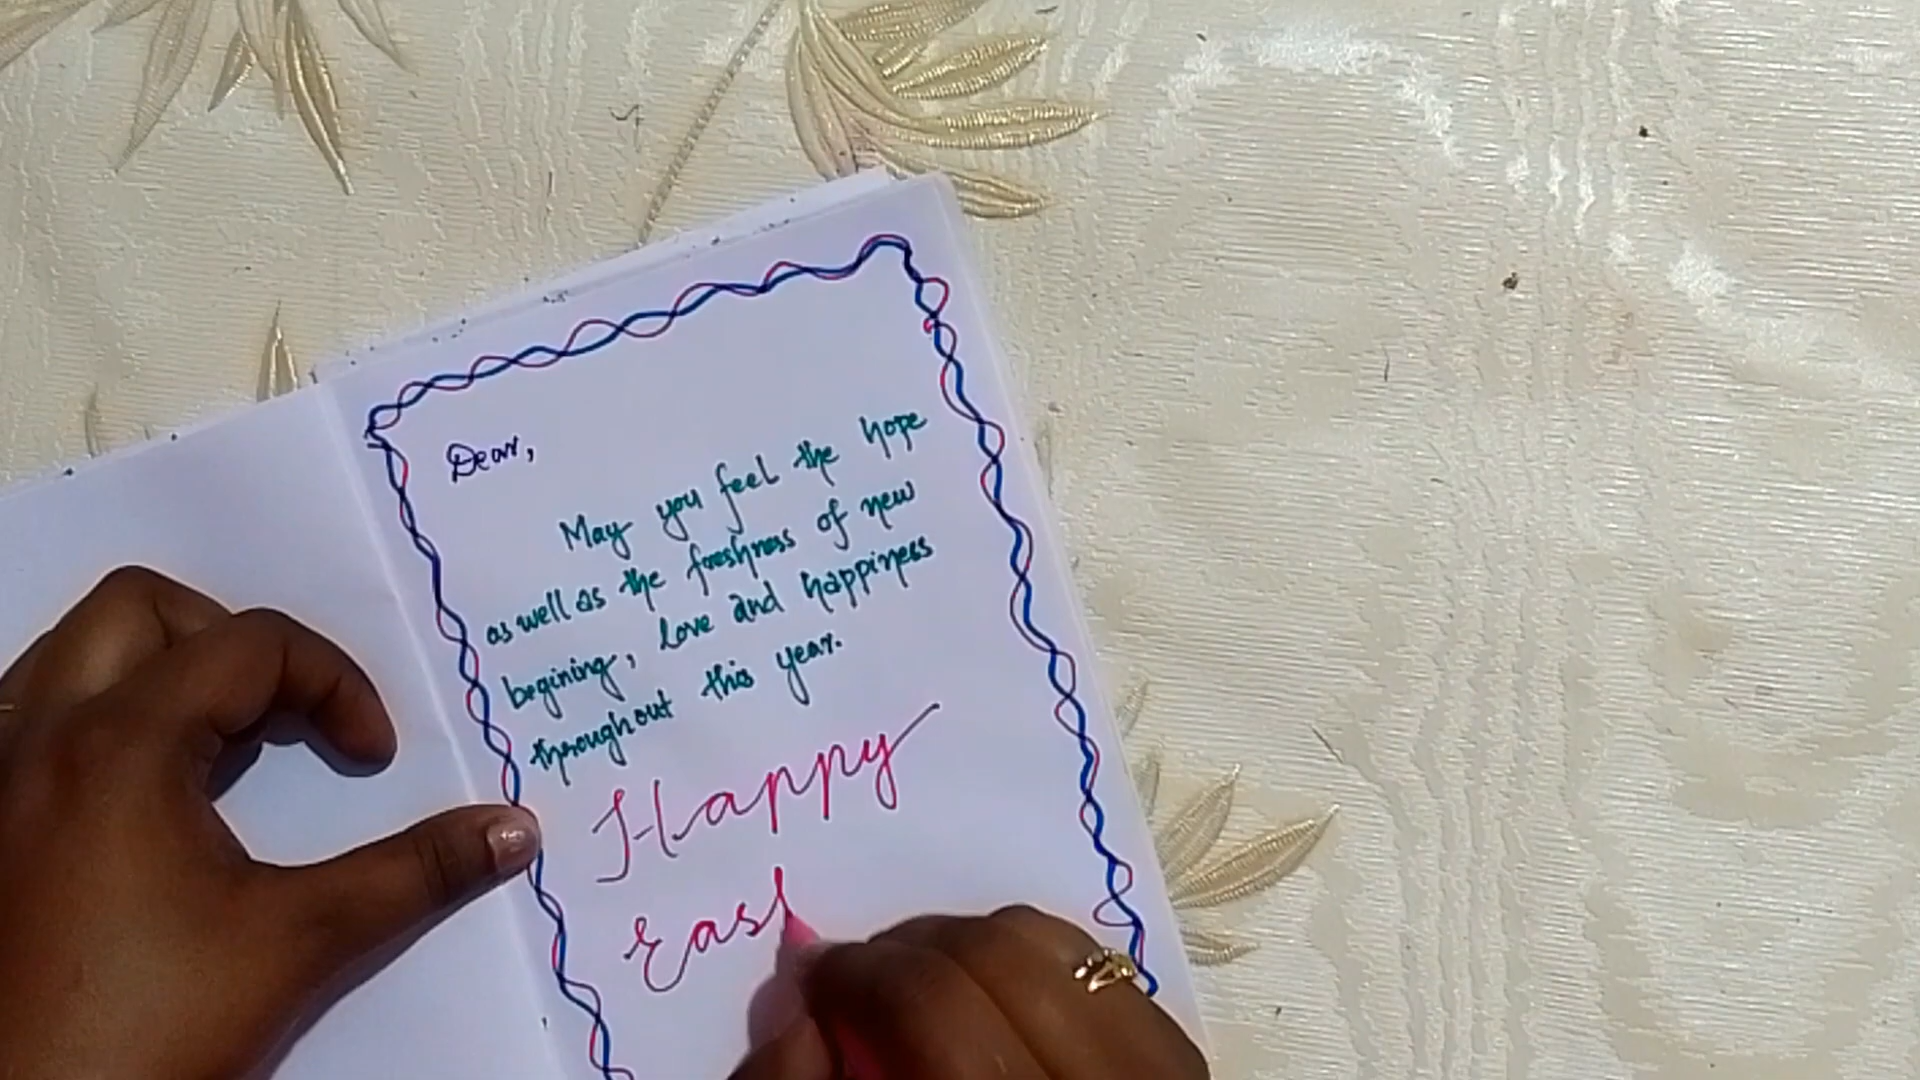 Dear,
May you feel the hope
as well as the freshness of new
begining, love and happiness
throughout this year.
Happy
East